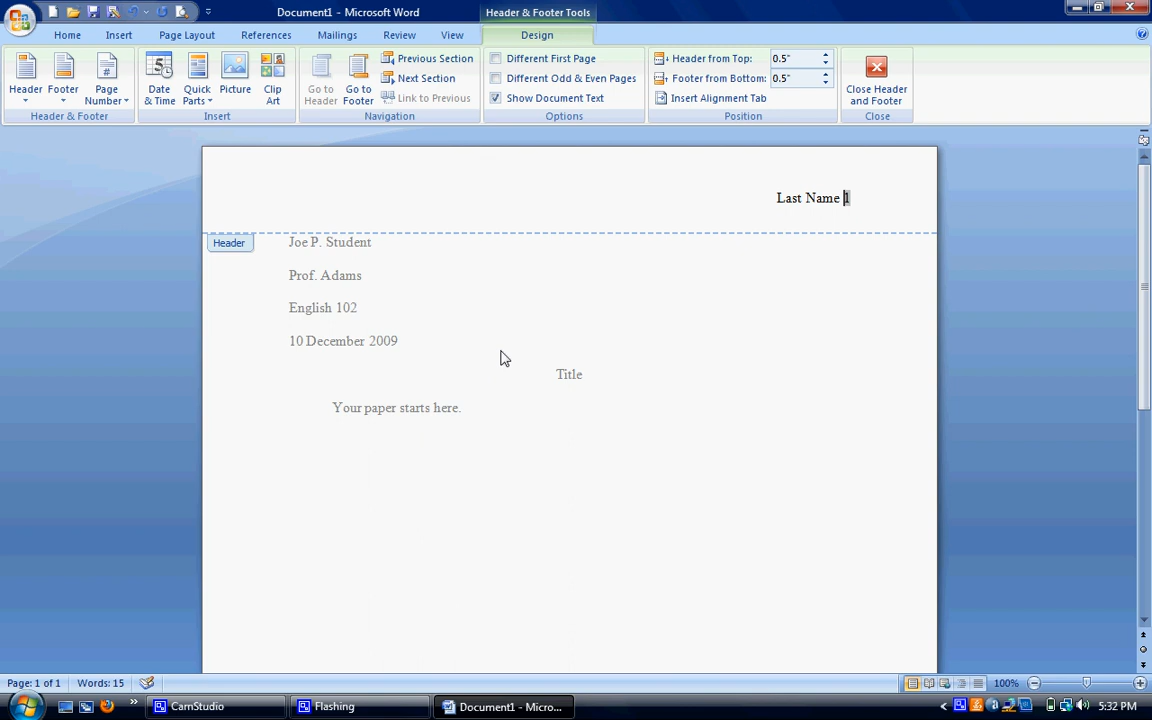 Document1 - Microsoft Word
Header & Footer Tools
Home Insert Page Layout References Mailings Review View Design
Header Footer Page Number
Header & Footer
Date & Time Quick Parts Picture Clip Art
Insert
Go to Header Go to Footer
Previous Section
Next Section
Link to Previous
Navigation
Different First Page
Different Odd & Even Pages
Show Document Text
Options
Header from Top: 0.5"
Footer from Bottom: 0.5"
Insert Alignment Tab
Position
Close Header and Footer
Close
Last Name 1
Header
Joe P. Student
Prof. Adams
English 102
10 December 2009
Title
Your paper starts here.
Page: 1 of 1 Words: 15 100%
CamStudio Flashing Document1 - Micro... 5:32 PM